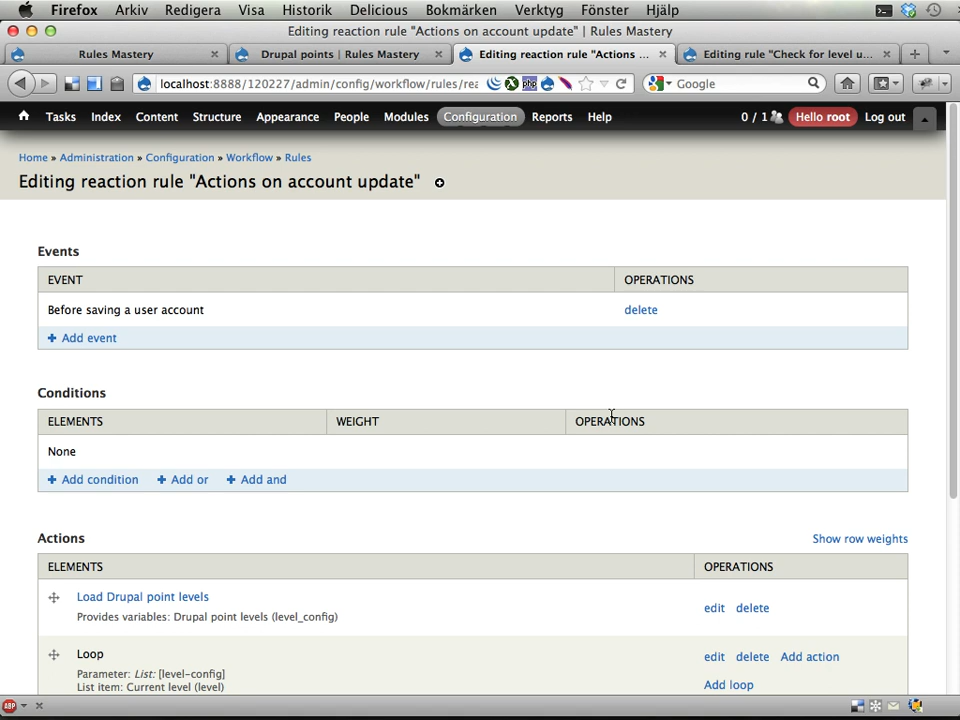 Firefox Arkiv Redigera Visa Historik Delicious Bokmärken Verktyg Fönster Hjälp
Editing reaction rule "Actions on account update" | Rules Mastery
Rules Mastery
Drupal points | Rules Mastery
Editing reaction rule "Actions ...
Editing rule "Check for level u...
localhost:8888/120227/admin/config/workflow/rules/rea
php
Google
Tasks Index Content Structure Appearance People Modules Configuration Reports Help 0 / 1 Hello root Log out
Home » Administration » Configuration » Workflow » Rules
Editing reaction rule "Actions on account update"
Events
EVENT OPERATIONS
Before saving a user account delete
Add event
Conditions
ELEMENTS WEIGHT OPERATIONS
None
Add condition Add or Add and
Actions Show row weights
ELEMENTS OPERATIONS
Load Drupal point levels
Provides variables: Drupal point levels (level_config)
edit delete
Loop
Parameter: List: [level-config]
List item: Current level (level)
edit delete Add action
Add loop
ABP